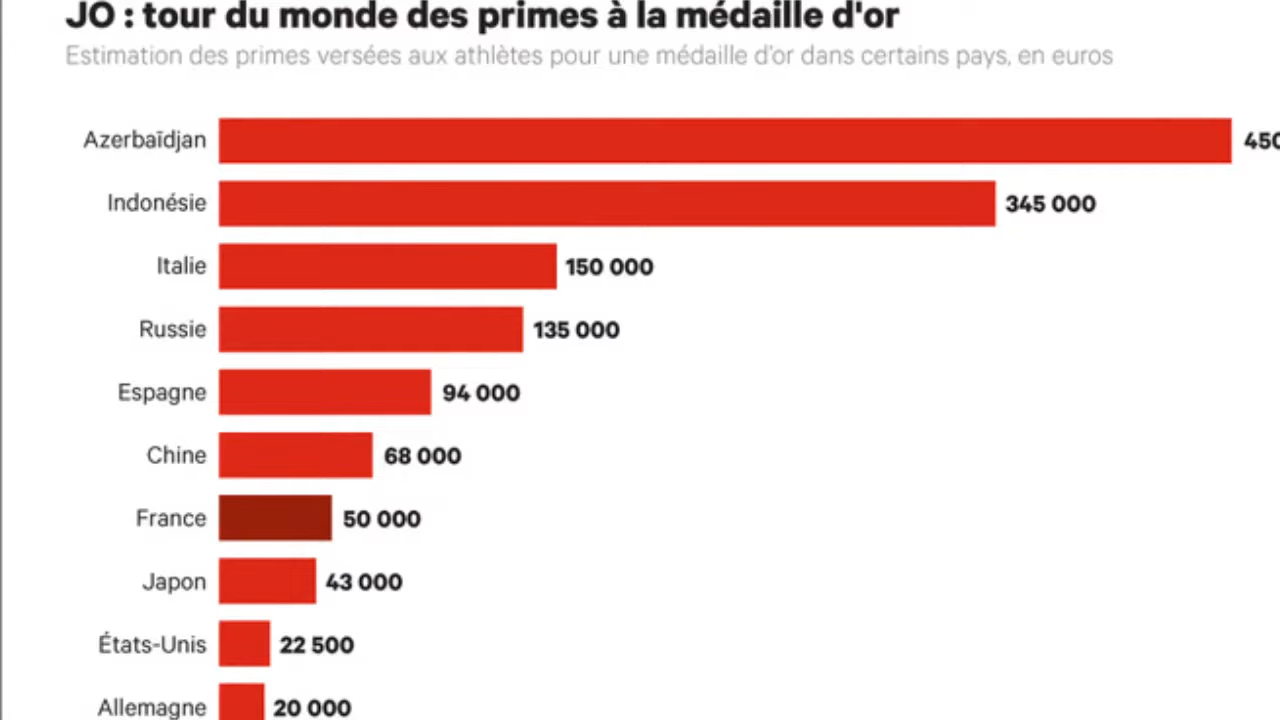 JO : tour du monde des primes à la médaille d'or
Estimation des primes versées aux athlètes pour une médaille d'or dans certains pays, en euros
Azerbaïdjan 450
Indonésie 345 000
Italie 150 000
Russie 135 000
Espagne 94 000
Chine 68 000
France 50 000
Japon 43 000
États-Unis 22 500
Allemagne 20 000